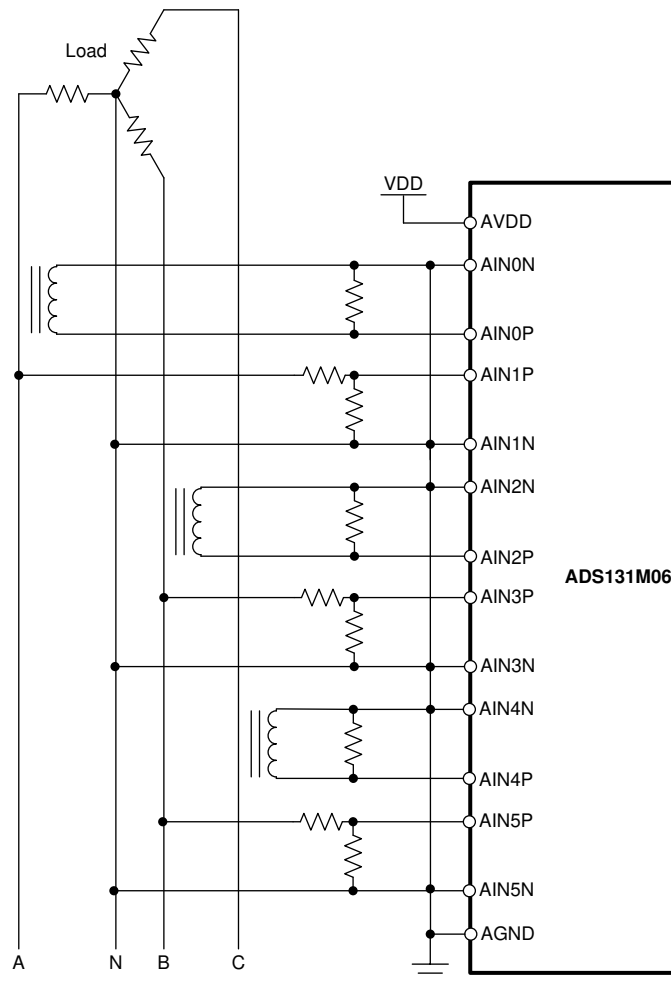 Load
VDD
AVDD
AIN0N
AIN0P
AIN1P
AIN1N
AIN2N
AIN2P
ADS131M06
AIN3P
AIN3N
AIN4N
AIN4P
AIN5P
AIN5N
AGND
A
N
B
C